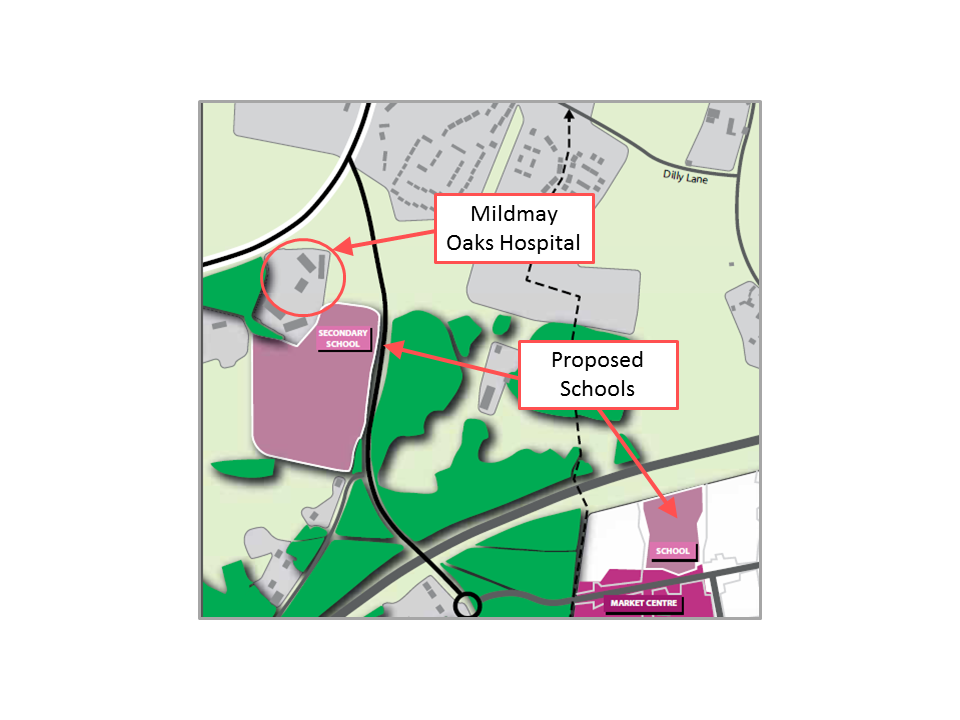 Dilly Lane
Mildmay
Oaks Hospital
SECONDARY
SCHOOL
Proposed
Schools
SCHOOL
MARKET CENTRE